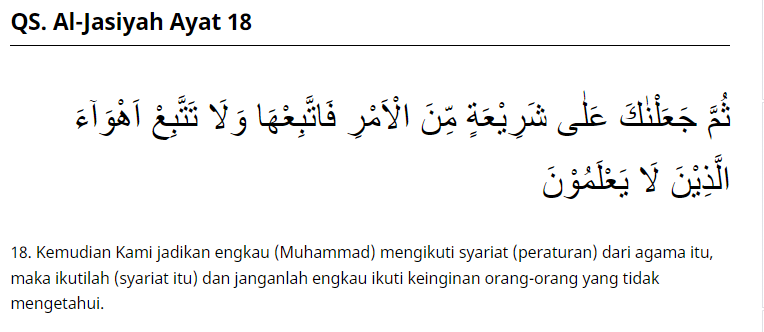 QS. Al-Jasiyah Ayat 18
ثُمَّ جَعَلْنٰكَ عَلٰى شَرِيْعَةٍ مِّنَ الْاَمْرِ فَاتَّبِعْهَا وَلَا تَتَّبِعْ اَهْوَاۤءَ
الَّذِيْنَ لَا يَعْلَمُوْنَ
18. Kemudian Kami jadikan engkau (Muhammad) mengikuti syariat (peraturan) dari agama itu,
maka ikutilah (syariat itu) dan janganlah engkau ikuti keinginan orang-orang yang tidak
mengetahui.